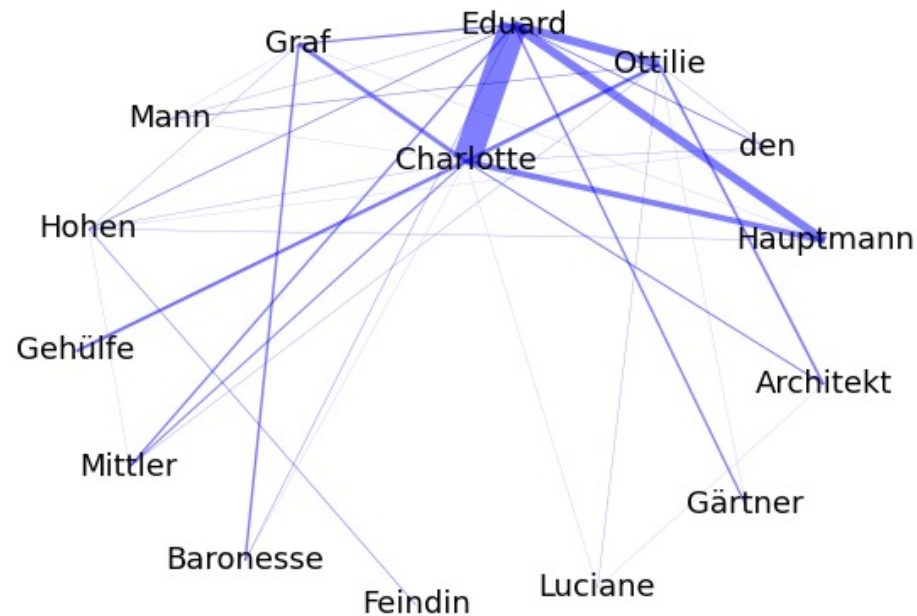 Eduard
Graf
Ottilie
Mann
den
Charlotte
Hohen
Hauptmann
Gehülfe
Architekt
Mittler
Gärtner
Baronesse
Luciane
Feindin